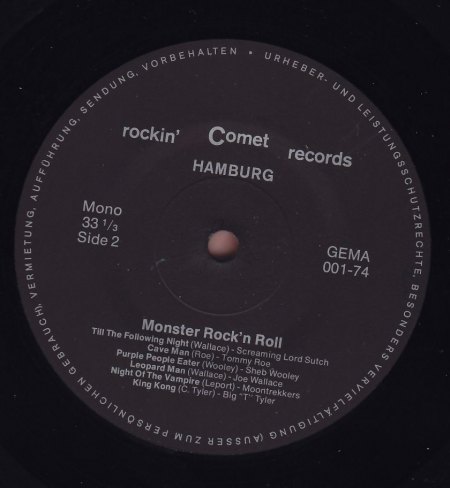 URHEBER- UND LEISTUNGSSCHUTZRECHTE, BESONDERS VERVIELFÄLTIGUNG (AUSSER ZUM PERSÖNLICHEN GEBRAUCH), VERMIETUNG, AUFFÜHRUNG, SENDUNG, VORBEHALTEN •
rockin' Comet records
HAMBURG
Mono
33 1/3
Side 2
GEMA
001-74
Monster Rock'n Roll
Till The Following Night (Wallace) - Screaming Lord Sutch
Cave Man (Roe) - Tommy Roe
Purple People Eater (Wooley) - Sheb Wooley
Leopard Man (Wallace) - Joe Wallace
Night Of The Vampire (Leport) - Moontrekkers
King Kong (C. Tyler) - Big "T" Tyler